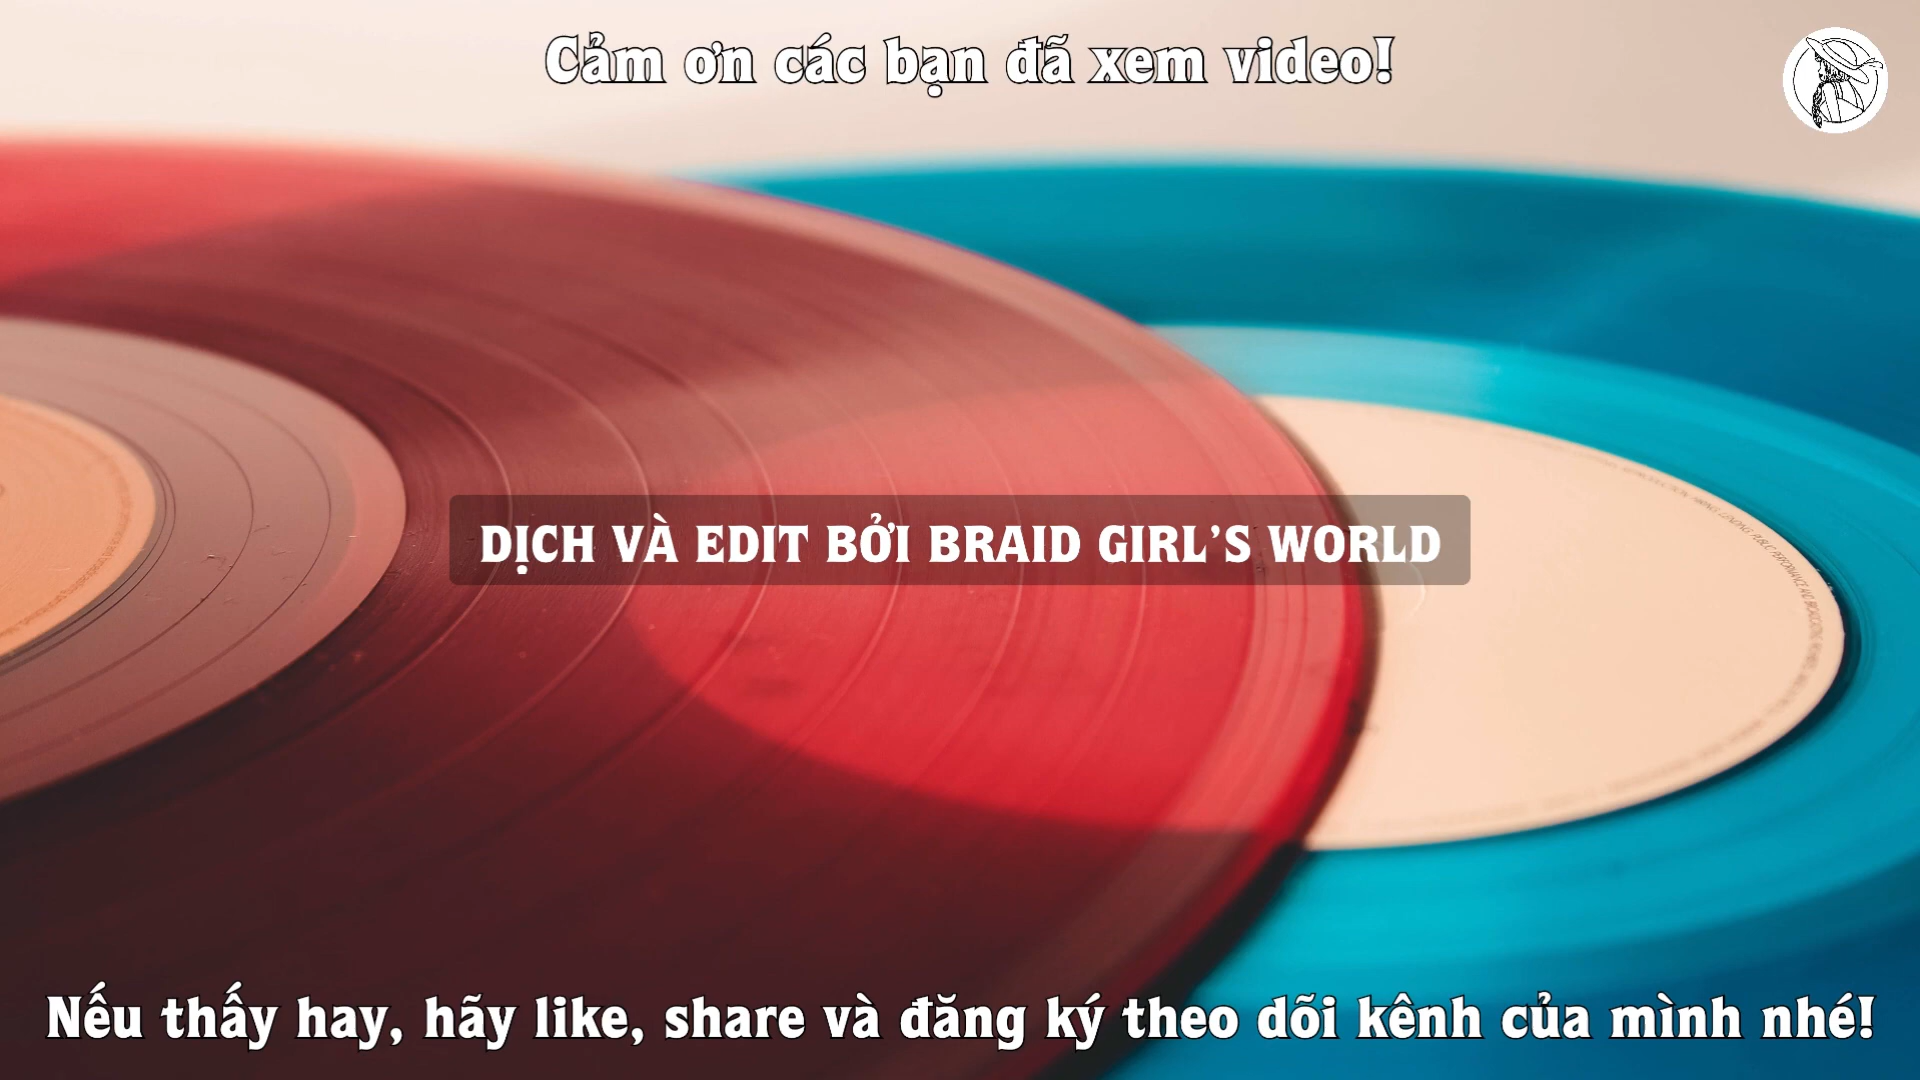 Cảm ơn các bạn đã xem video!
DỊCH VÀ EDIT BỞI BRAID GIRL’S WORLD
Nếu thấy hay, hãy like, share và đăng ký theo dõi kênh của mình nhé!